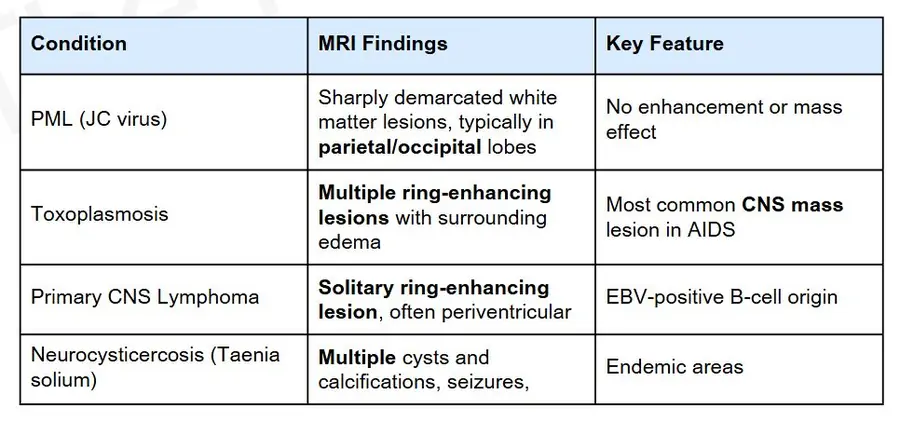 Condition
MRI Findings
Key Feature
PML (JC virus)
Sharply demarcated white
matter lesions, typically in
parietal/occipital lobes
No enhancement or mass
effect
Toxoplasmosis
Multiple ring-enhancing
lesions with surrounding
edema
Most common CNS mass
lesion in AIDS
Primary CNS Lymphoma
Solitary ring-enhancing
lesion, often periventricular
EBV-positive B-cell origin
Neurocysticercosis (Taenia
solium)
Multiple cysts and
calcifications, seizures,
Endemic areas